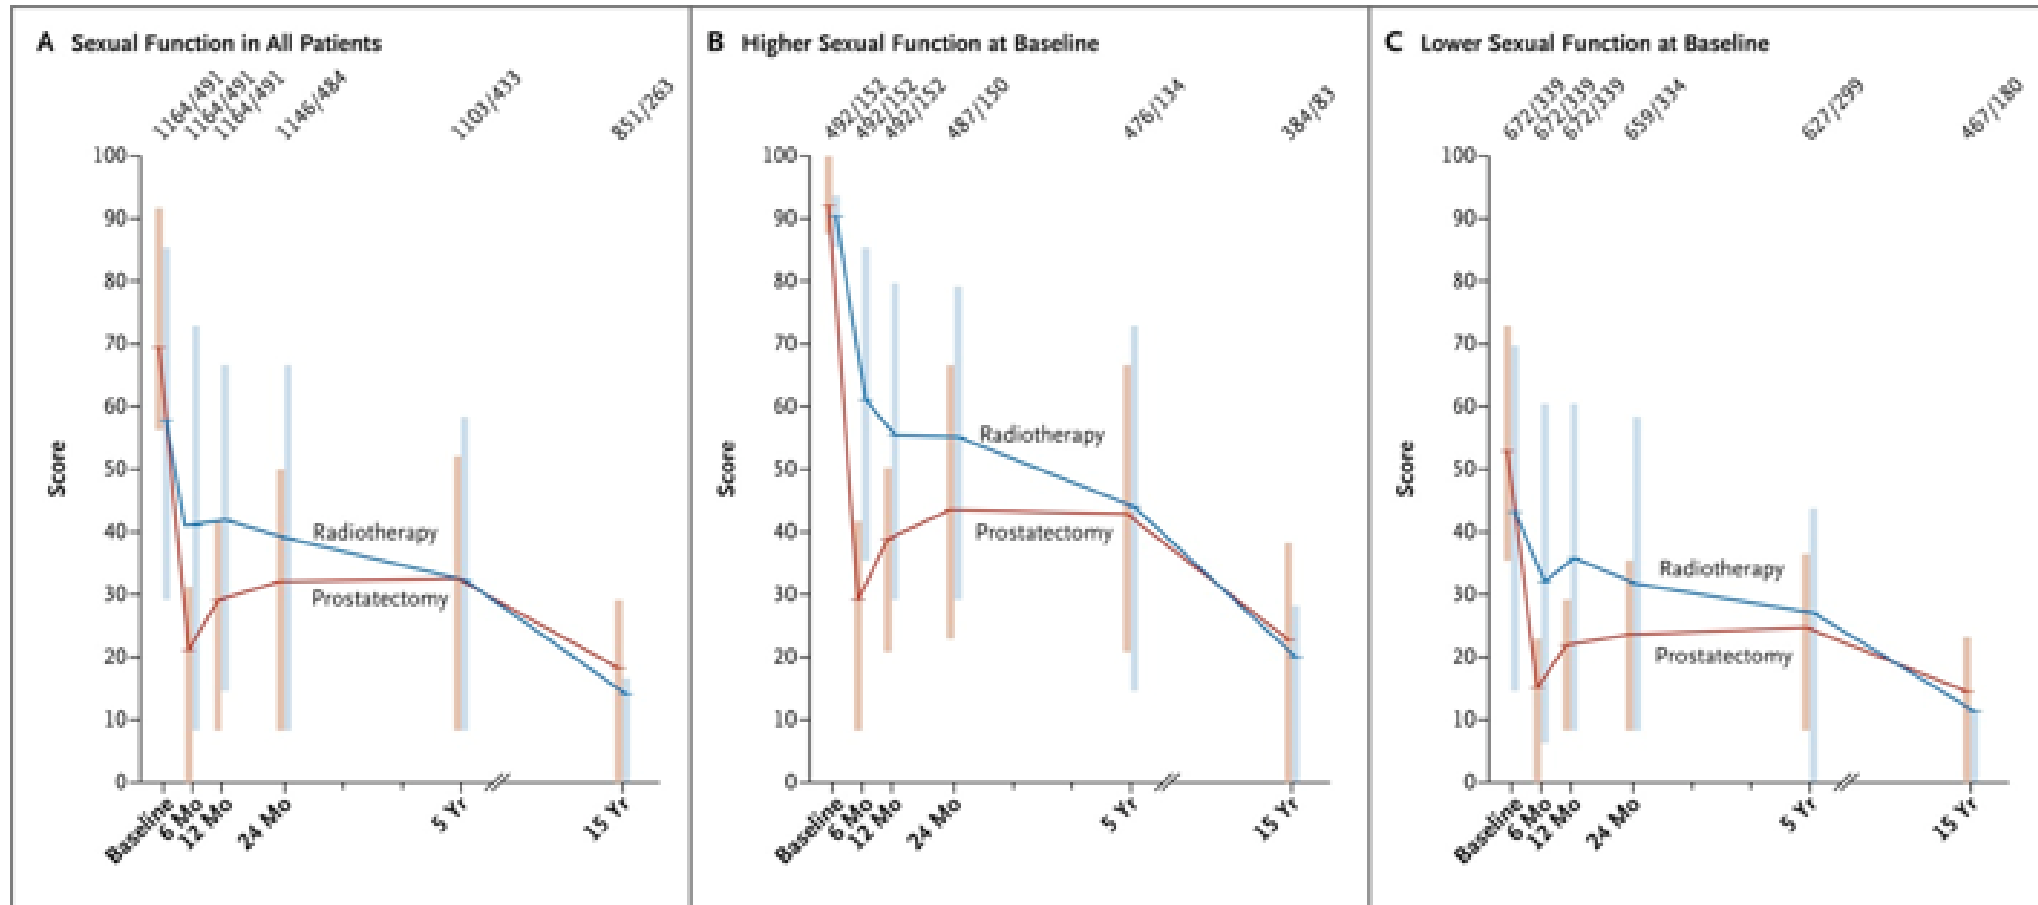 A Sexual Function in All Patients
1164/491
1164/491
1164/491
1146/484
1103/433
851/263
100
90
80
70
60
50
40
30
20
10
0
Score
Radiotherapy
Prostatectomy
Baseline
6 Mo
12 Mo
24 Mo
5 Yr
15 Yr
B Higher Sexual Function at Baseline
492/152
492/152
492/152
487/150
476/134
384/83
100
90
80
70
60
50
40
30
20
10
0
Score
Radiotherapy
Prostatectomy
Baseline
6 Mo
12 Mo
24 Mo
5 Yr
15 Yr
C Lower Sexual Function at Baseline
672/339
672/339
672/339
659/334
627/299
467/180
100
90
80
70
60
50
40
30
20
10
0
Score
Radiotherapy
Prostatectomy
Baseline
6 Mo
12 Mo
24 Mo
5 Yr
15 Yr